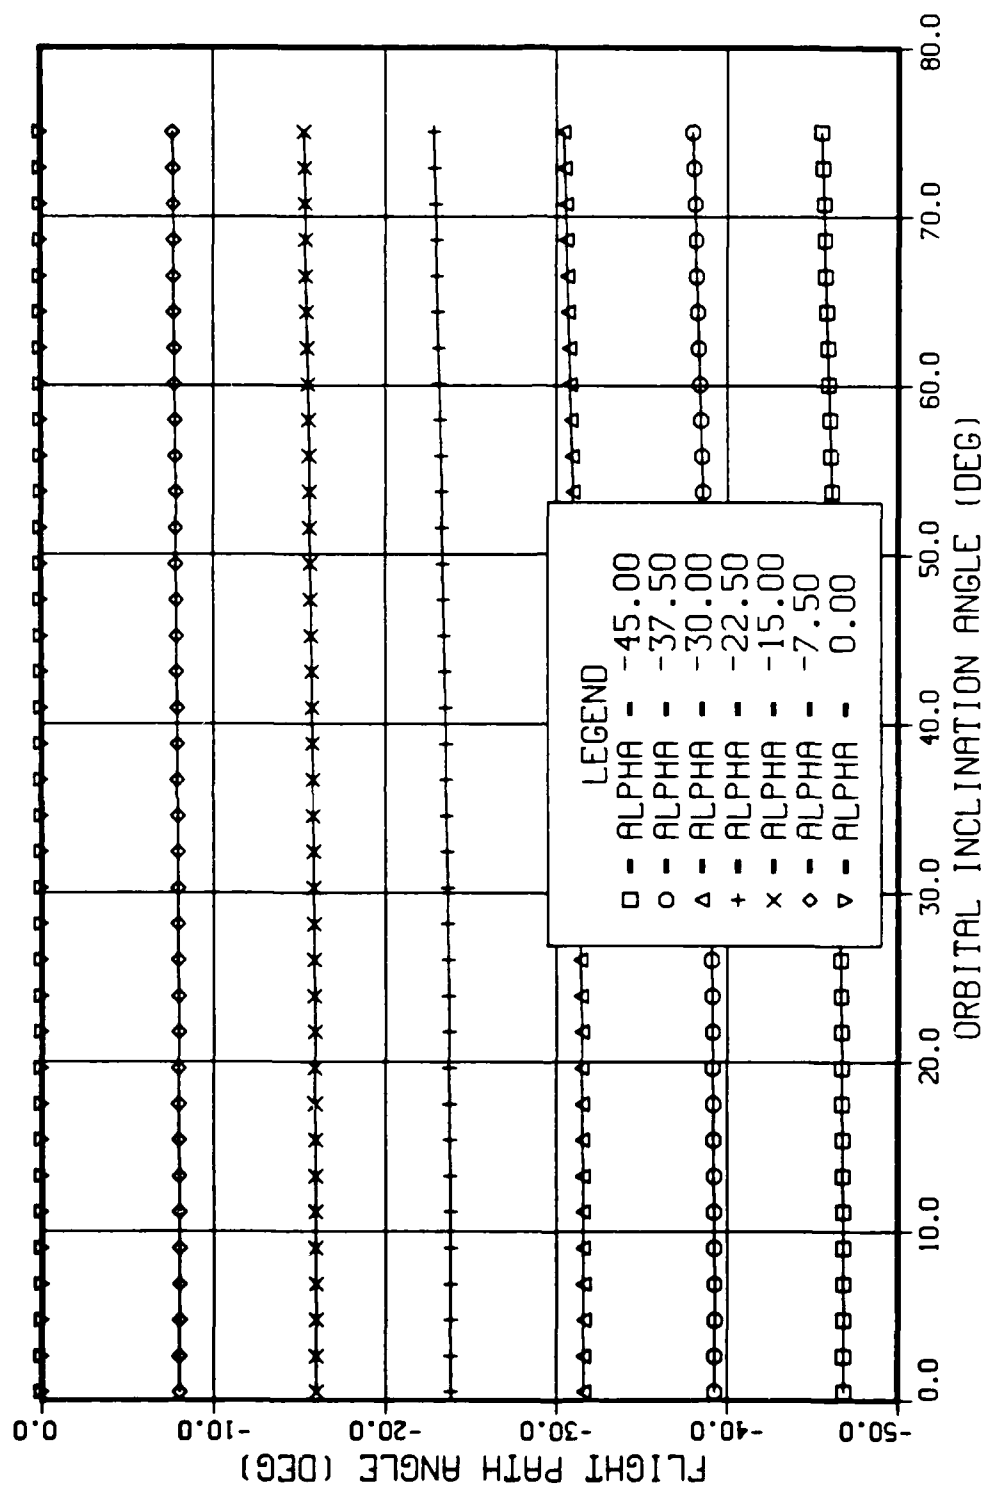 FLIGHT PATH ANGLE (DEG)
0.0
-10.0
-20.0
-30.0
-40.0
-50.0
LEGEND
□ - ALPHA - -45.00
○ - ALPHA - -37.50
△ - ALPHA - -30.00
+ - ALPHA - -22.50
× - ALPHA - -15.00
◇ - ALPHA - -7.50
▽ - ALPHA - 0.00
0.0 10.0 20.0 30.0 40.0 50.0 60.0 70.0 80.0
ORBITAL INCLINATION ANGLE (DEG)